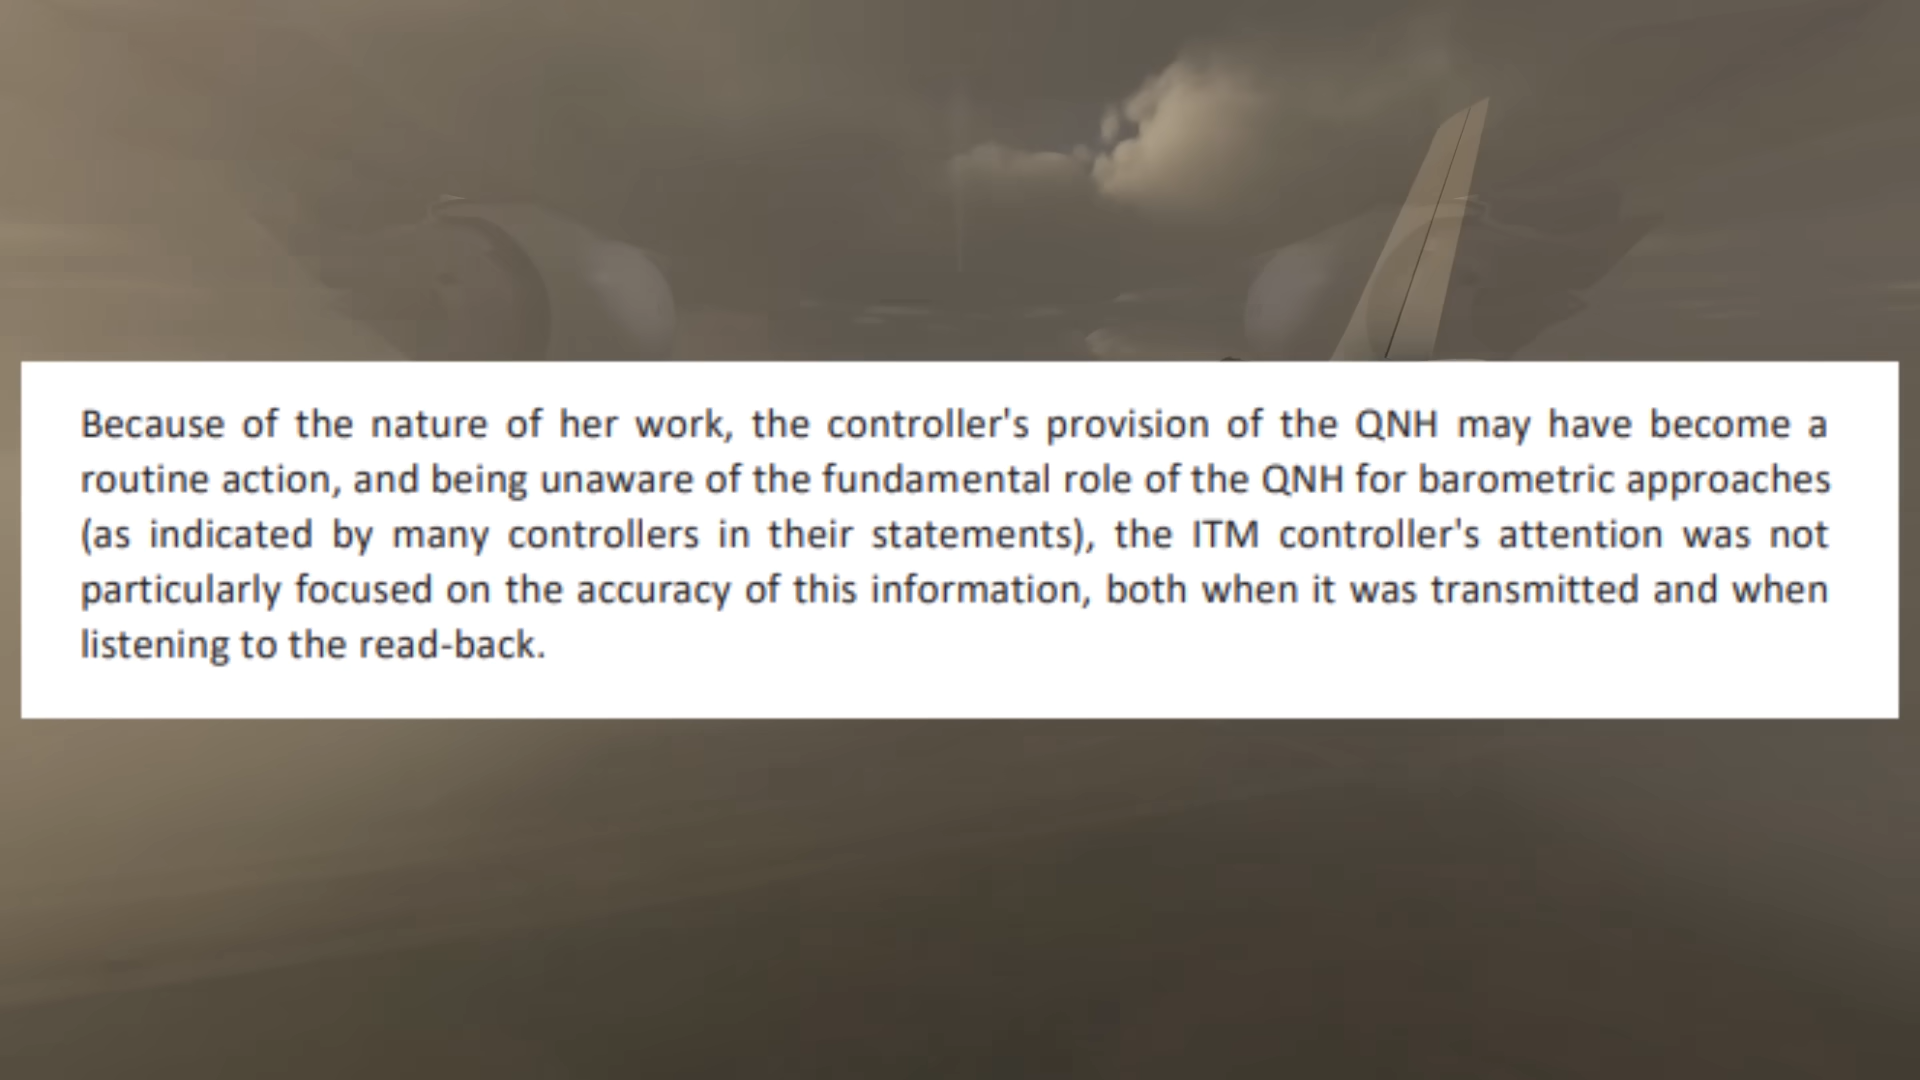 Because of the nature of her work, the controller's provision of the QNH may have become a
routine action, and being unaware of the fundamental role of the QNH for barometric approaches
(as indicated by many controllers in their statements), the ITM controller's attention was not
particularly focused on the accuracy of this information, both when it was transmitted and when
listening to the read-back.